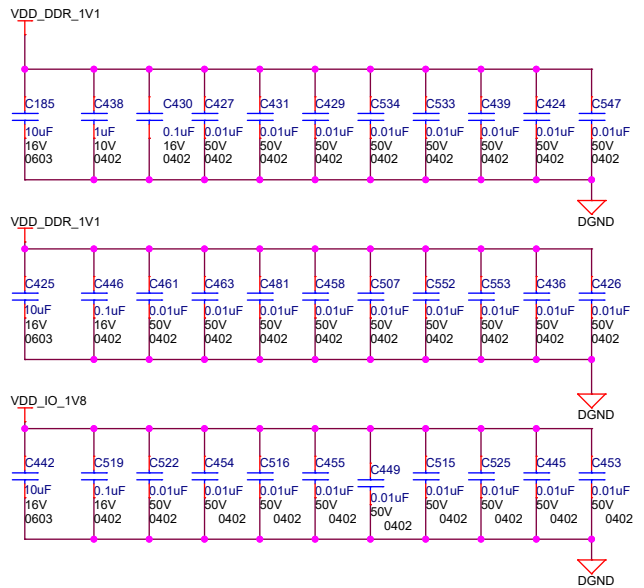 VDD_DDR_1V1
C185 C438 C430 C427 C431 C429 C534 C533 C439 C424 C547
10uF 1uF 0.1uF 0.01uF 0.01uF 0.01uF 0.01uF 0.01uF 0.01uF 0.01uF 0.01uF
16V 10V 16V 50V 50V 50V 50V 50V 50V 50V 50V
0603 0402 0402 0402 0402 0402 0402 0402 0402 0402 0402
DGND
VDD_DDR_1V1
C425 C446 C461 C463 C481 C458 C507 C552 C553 C436 C426
10uF 0.1uF 0.01uF 0.01uF 0.01uF 0.01uF 0.01uF 0.01uF 0.01uF 0.01uF 0.01uF
16V 16V 50V 50V 50V 50V 50V 50V 50V 50V 50V
0603 0402 0402 0402 0402 0402 0402 0402 0402 0402 0402
DGND
VDD_IO_1V8
C442 C519 C522 C454 C516 C455 C449 C515 C525 C445 C453
10uF 0.1uF 0.01uF 0.01uF 0.01uF 0.01uF 0.01uF 0.01uF 0.01uF 0.01uF 0.01uF
16V 16V 50V 50V 50V 50V 50V 50V 50V 50V 50V
0603 0402 0402 0402 0402 0402 0402 0402 0402 0402 0402
DGND